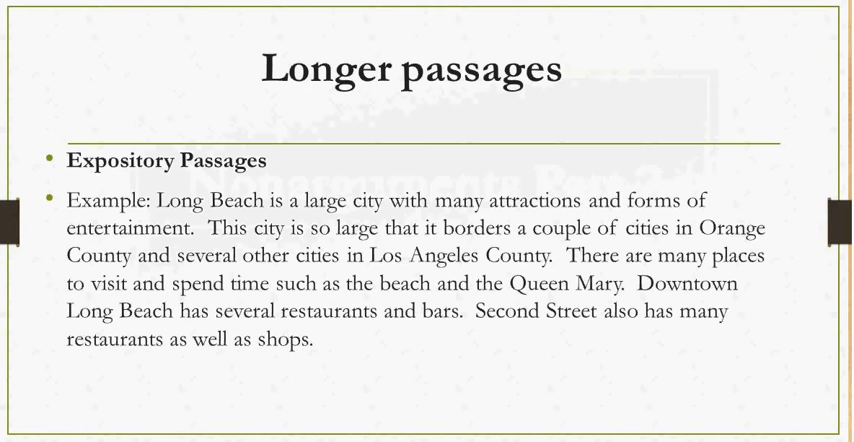 Longer passages
Expository Passages
Example: Long Beach is a large city with many attractions and forms of
entertainment.  This city is so large that it borders a couple of cities in Orange
County and several other cities in Los Angeles County.  There are many places
to visit and spend time such as the beach and the Queen Mary.  Downtown
Long Beach has several restaurants and bars.  Second Street also has many
restaurants as well as shops.